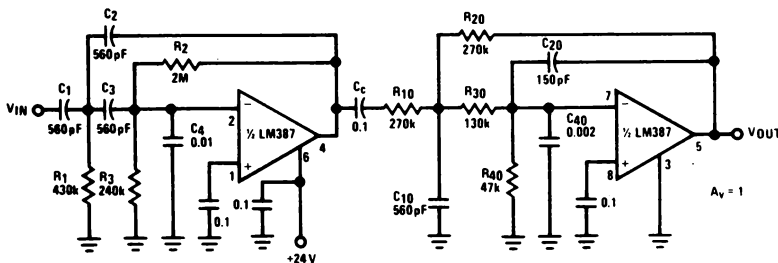 C2
560pF
R2
2M
C1
560pF
C3
560pF
VIN
C4
0.01
R1
430k
R3
240k
2
1
½ LM387
4
6
0.1
0.1
+24V
Cc
0.1
R10
270k
R20
270k
C20
150pF
R30
130k
C10
560pF
R40
47k
C40
0.002
7
8
½ LM387
5
3
0.1
VOUT
Av = 1
−
+
−
+